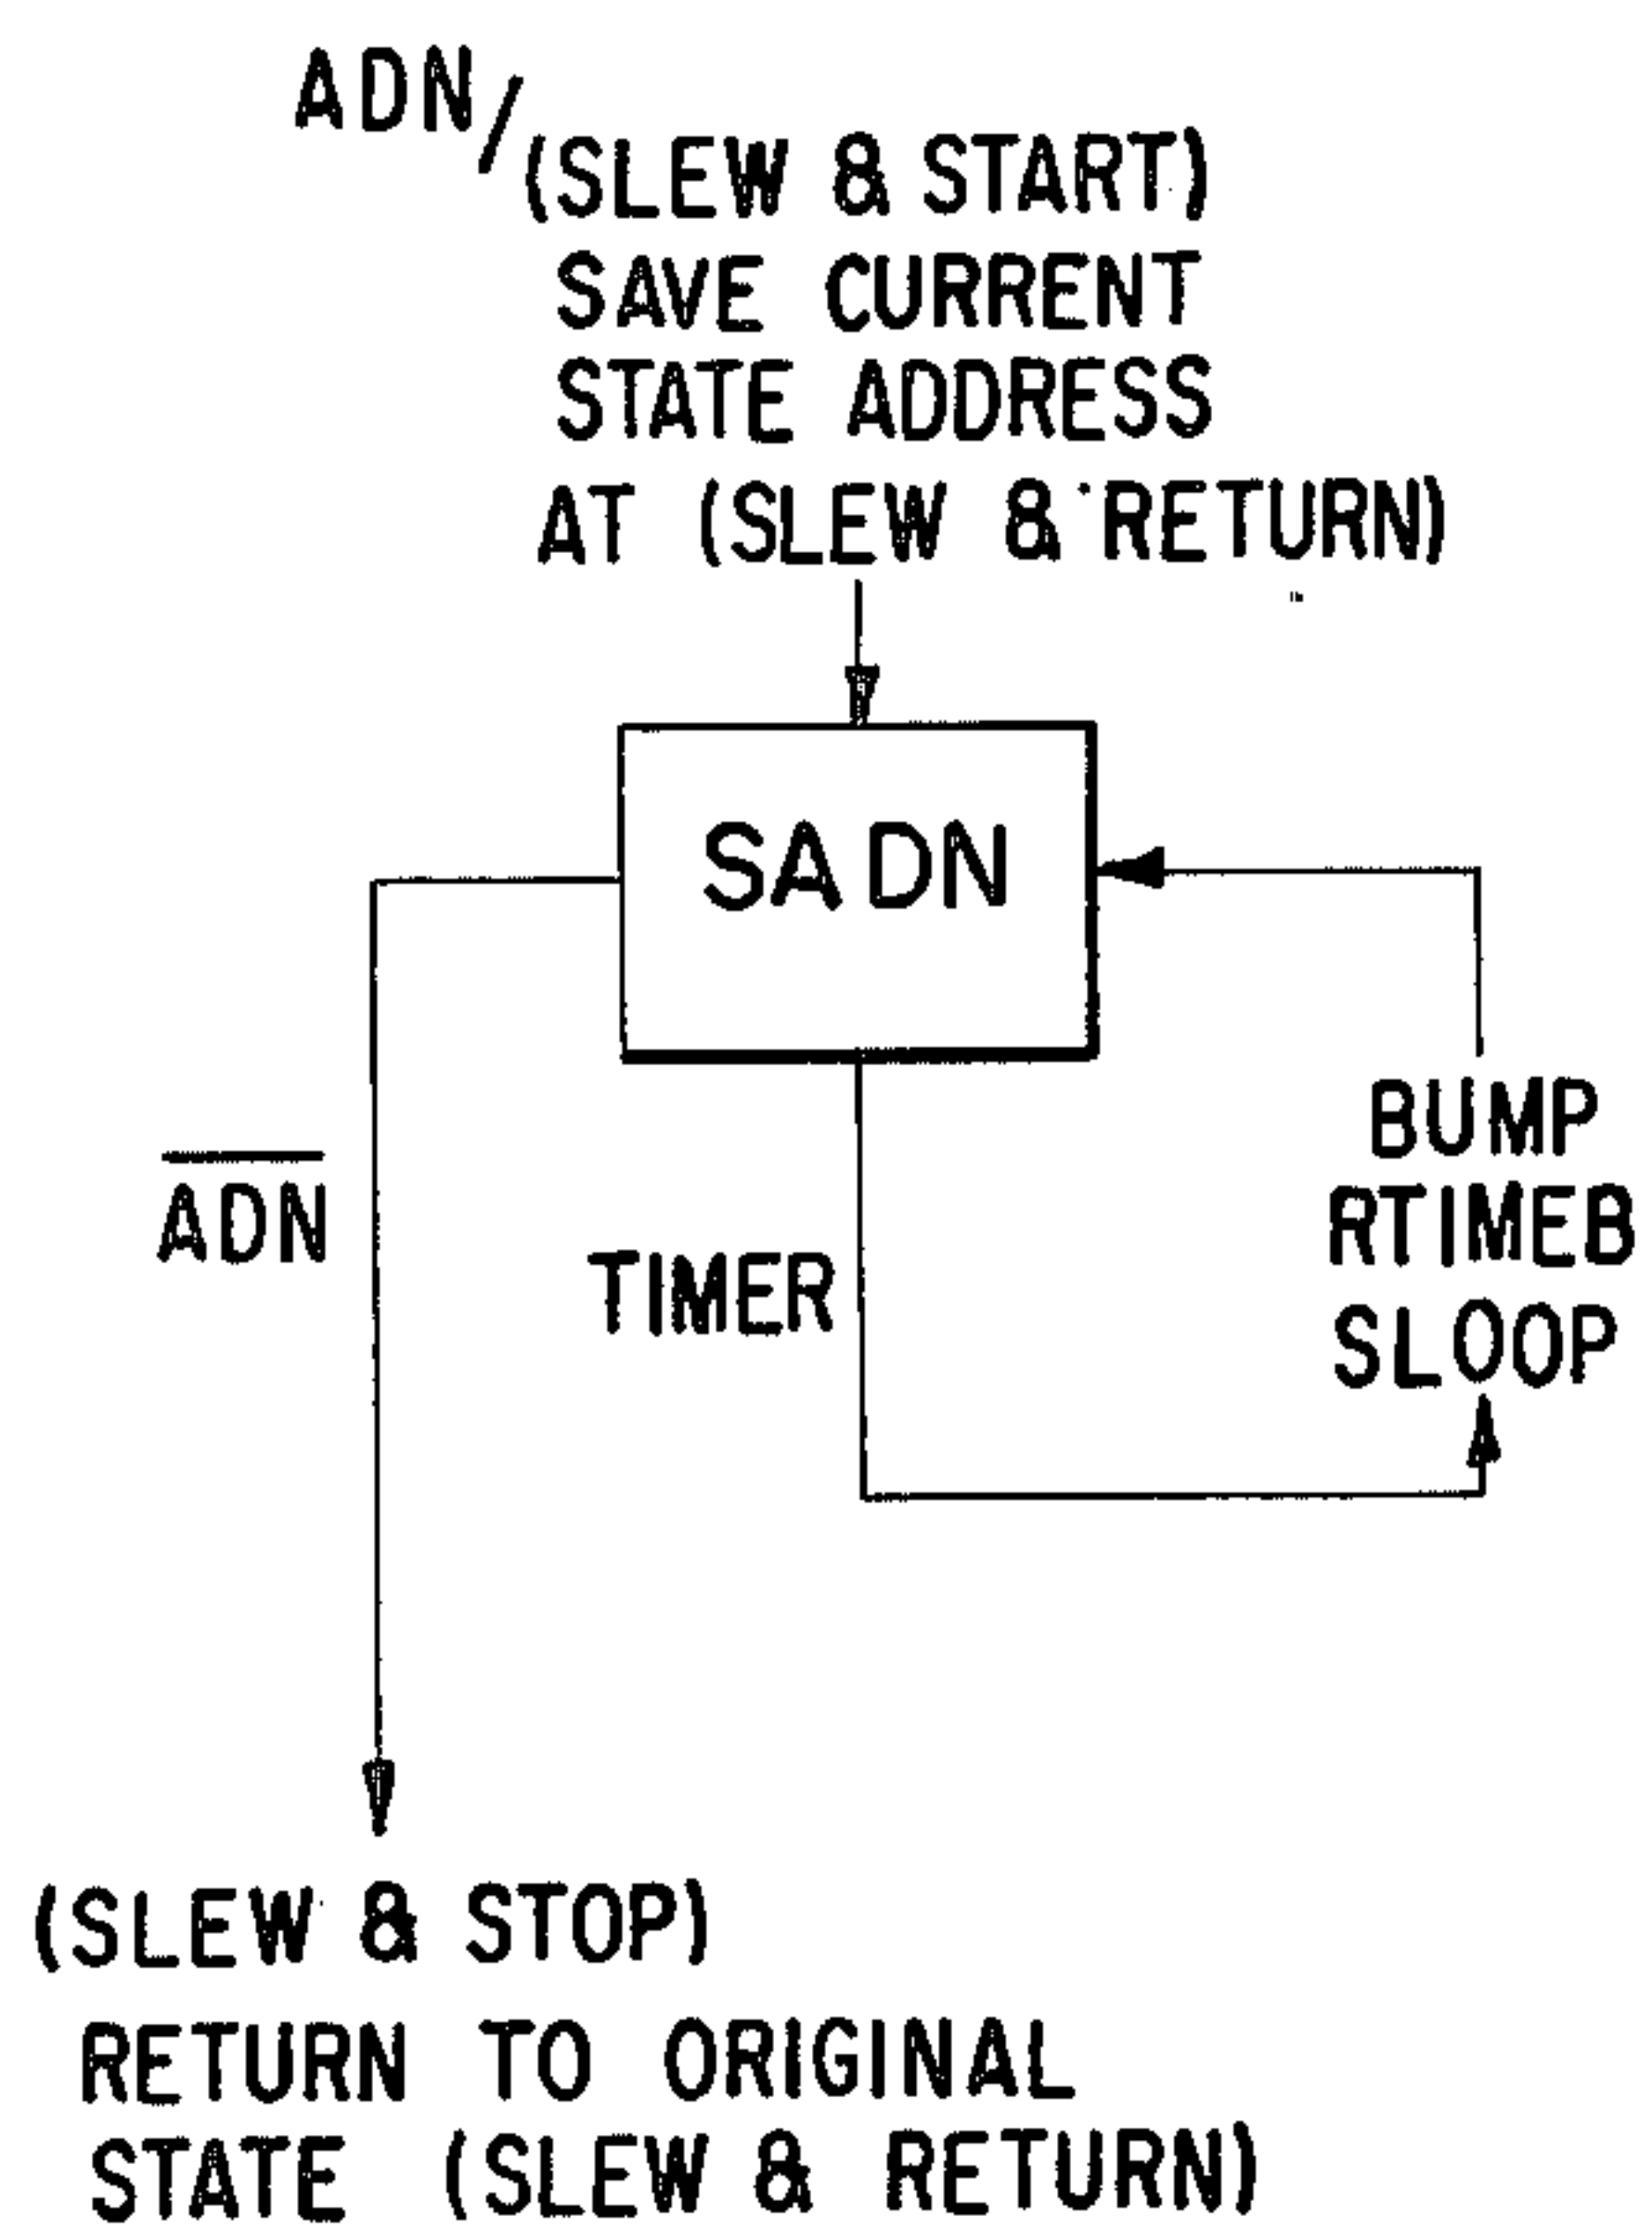 ADN/
(SLEW & START)
SAVE CURRENT
STATE ADDRESS
AT (SLEW & RETURN)
SADN
A̅D̅N̅
TIMER
BUMP
RTIMEB
SLOOP
(SLEW & STOP)
RETURN TO ORIGINAL
STATE (SLEW & RETURN)